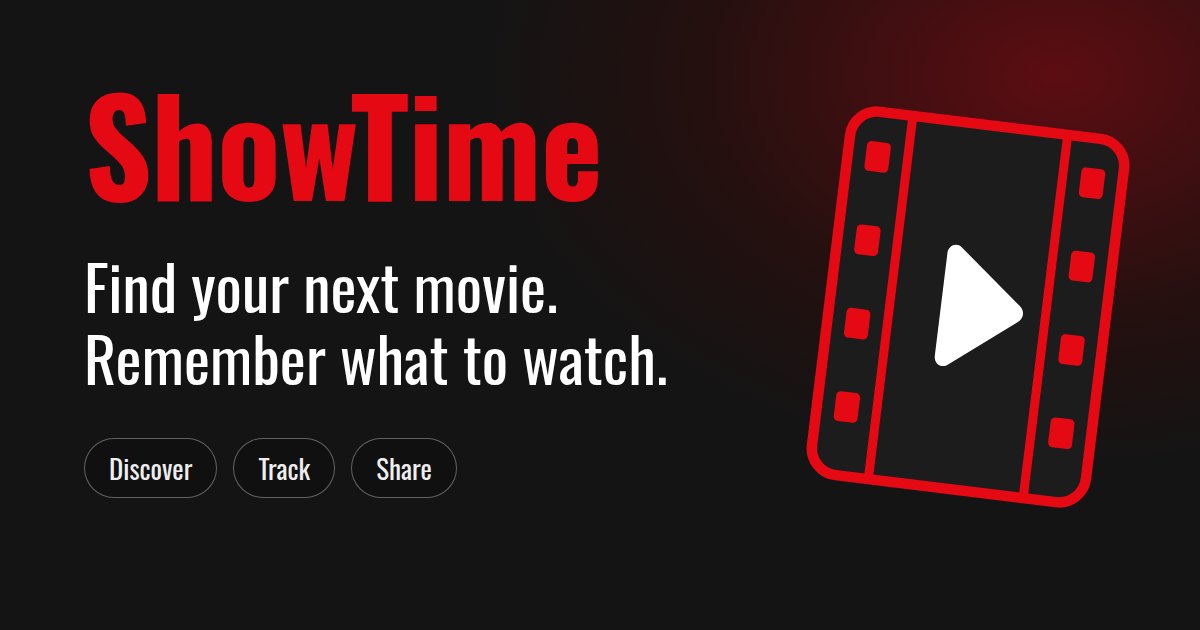 ShowTime
Find your next movie.
Remember what to watch.
Discover
Track
Share